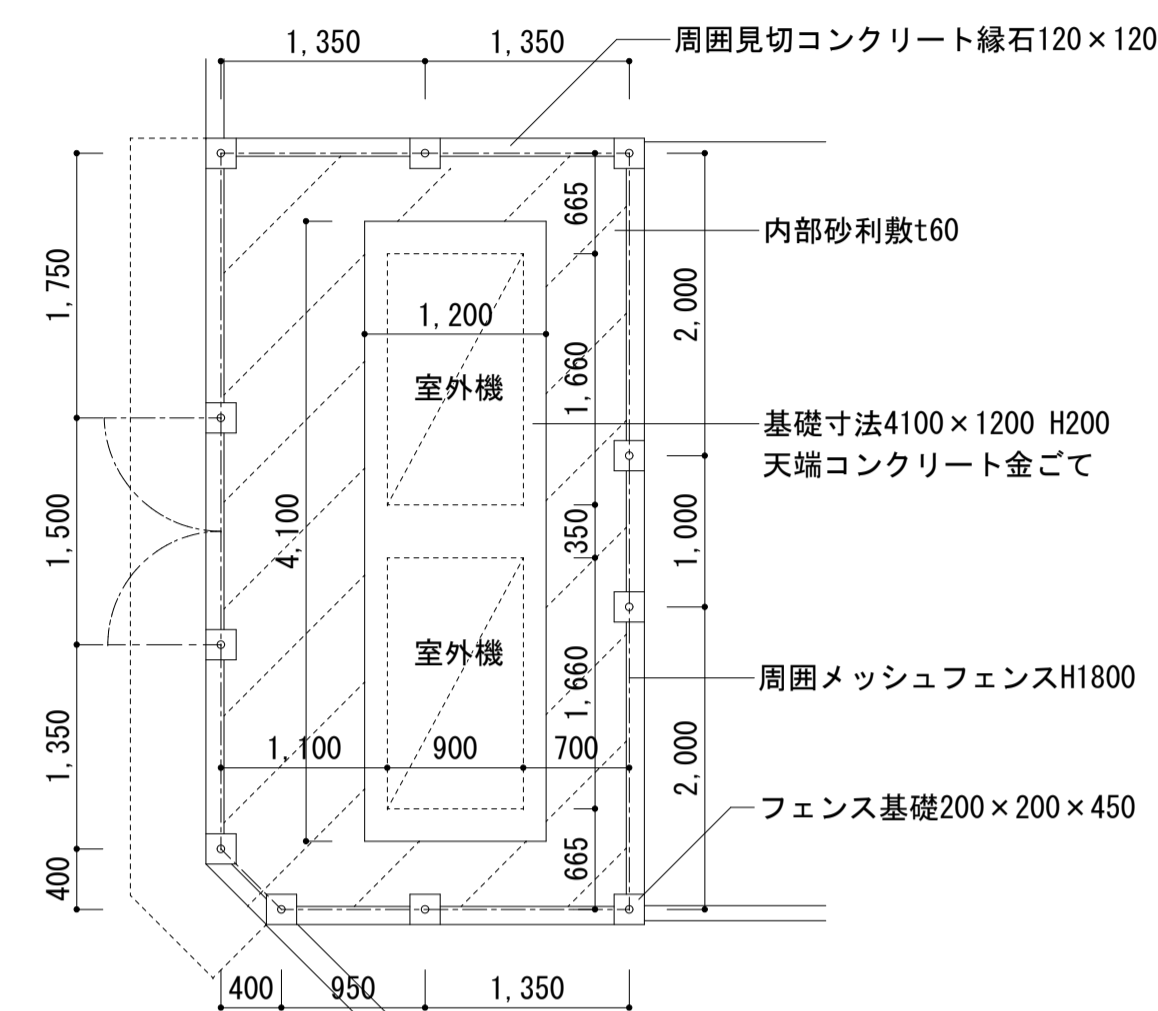 1,350
1,350
周囲見切コンクリート縁石120×120
665
内部砂利敷t60
1,750
2,000
1,200
1,660
室外機
基礎寸法4100×1200 H200
天端コンクリート金ごて
1,500
4,100
350
1,000
室外機
1,660
周囲メッシュフェンスH1800
1,350
1,100
900
700
2,000
フェンス基礎200×200×450
400
665
400
950
1,350